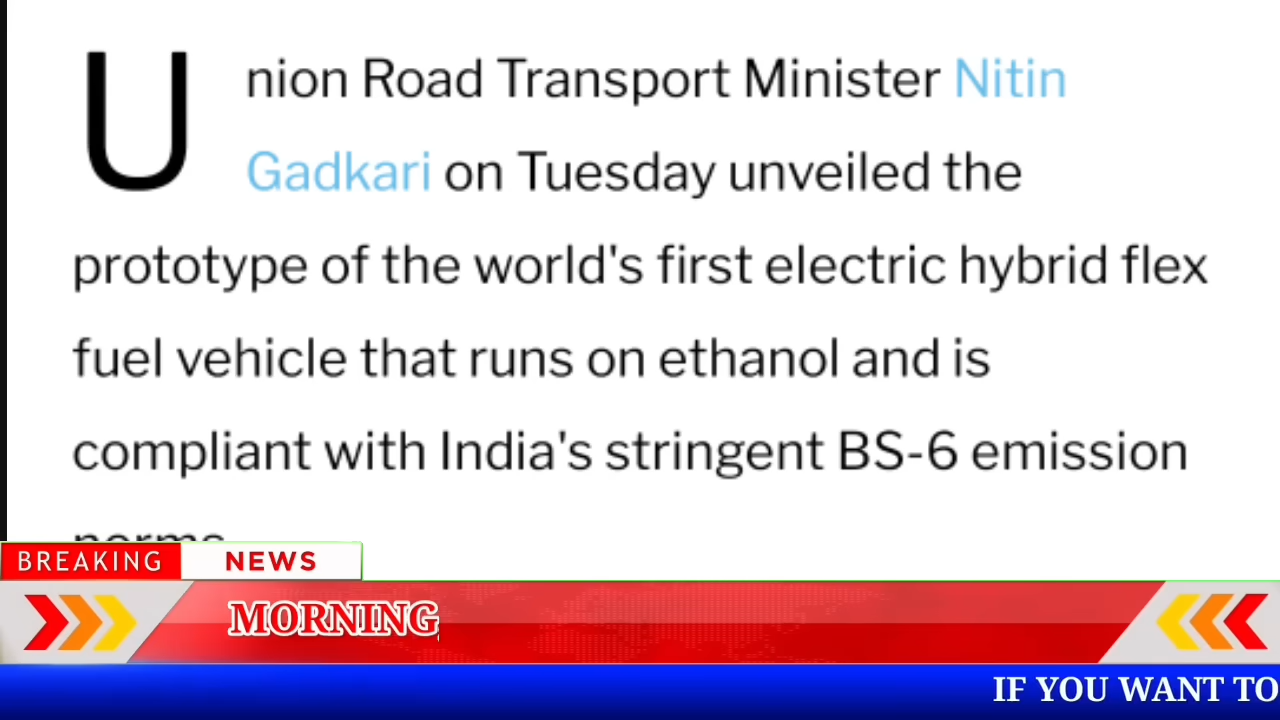 Union Road Transport Minister Nitin
Gadkari on Tuesday unveiled the
prototype of the world's first electric hybrid flex
fuel vehicle that runs on ethanol and is
compliant with India's stringent BS-6 emission
norms
BREAKING NEWS
MORNING
IF YOU WANT TO